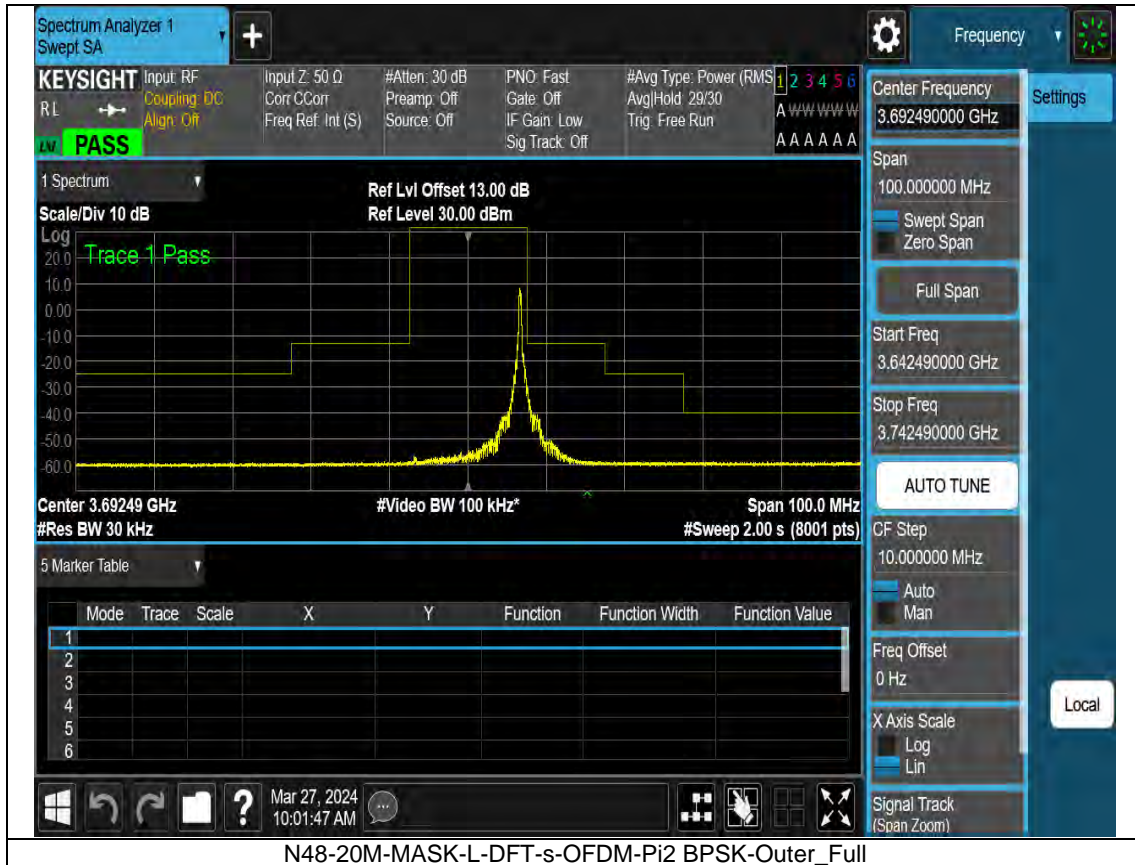 Spectrum Analyzer 1
Swept SA
+
Frequency
KEYSIGHT
RL
PASS
Input: RF
Coupling: DC
Align: Off
Input Z: 50 Ω
Corr CCorr
Freq Ref: Int (S)
#Atten: 30 dB
Preamp: Off
Source: Off
PNO: Fast
Gate: Off
IF Gain: Low
Sig Track: Off
#Avg Type: Power (RMS
Avg|Hold: 29/30
Trig: Free Run
1 2 3 4 5 6
A W W W W W
A A A A A A
1 Spectrum
Ref Lvl Offset 13.00 dB
Scale/Div 10 dB
Ref Level 30.00 dBm
Log
Trace 1 Pass
20.0
10.0
0.00
-10.0
-20.0
-30.0
-40.0
-50.0
-60.0
Center 3.69249 GHz
#Video BW 100 kHz*
Span 100.0 MHz
#Res BW 30 kHz
#Sweep 2.00 s (8001 pts)
5 Marker Table
Mode Trace Scale X Y Function Function Width Function Value
1
2
3
4
5
6
Mar 27, 2024
10:01:47 AM
?
Center Frequency
3.692490000 GHz
Settings
Span
100.000000 MHz
Swept Span
Zero Span
Full Span
Start Freq
3.642490000 GHz
Stop Freq
3.742490000 GHz
AUTO TUNE
CF Step
10.000000 MHz
Auto
Man
Freq Offset
0 Hz
X Axis Scale
Log
Lin
Local
Signal Track
(Span Zoom)
N48-20M-MASK-L-DFT-s-OFDM-Pi2 BPSK-Outer_Full